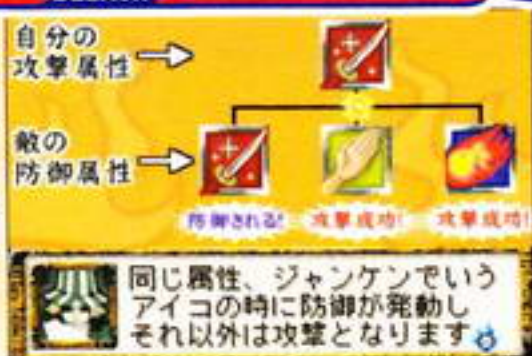 自分の
攻撃属性
敵の
防御属性
防御される!
攻撃成功!
攻撃成功!
同じ属性、ジャンケンでいう
アイコの時に防御が発動し
それ以外は攻撃となります